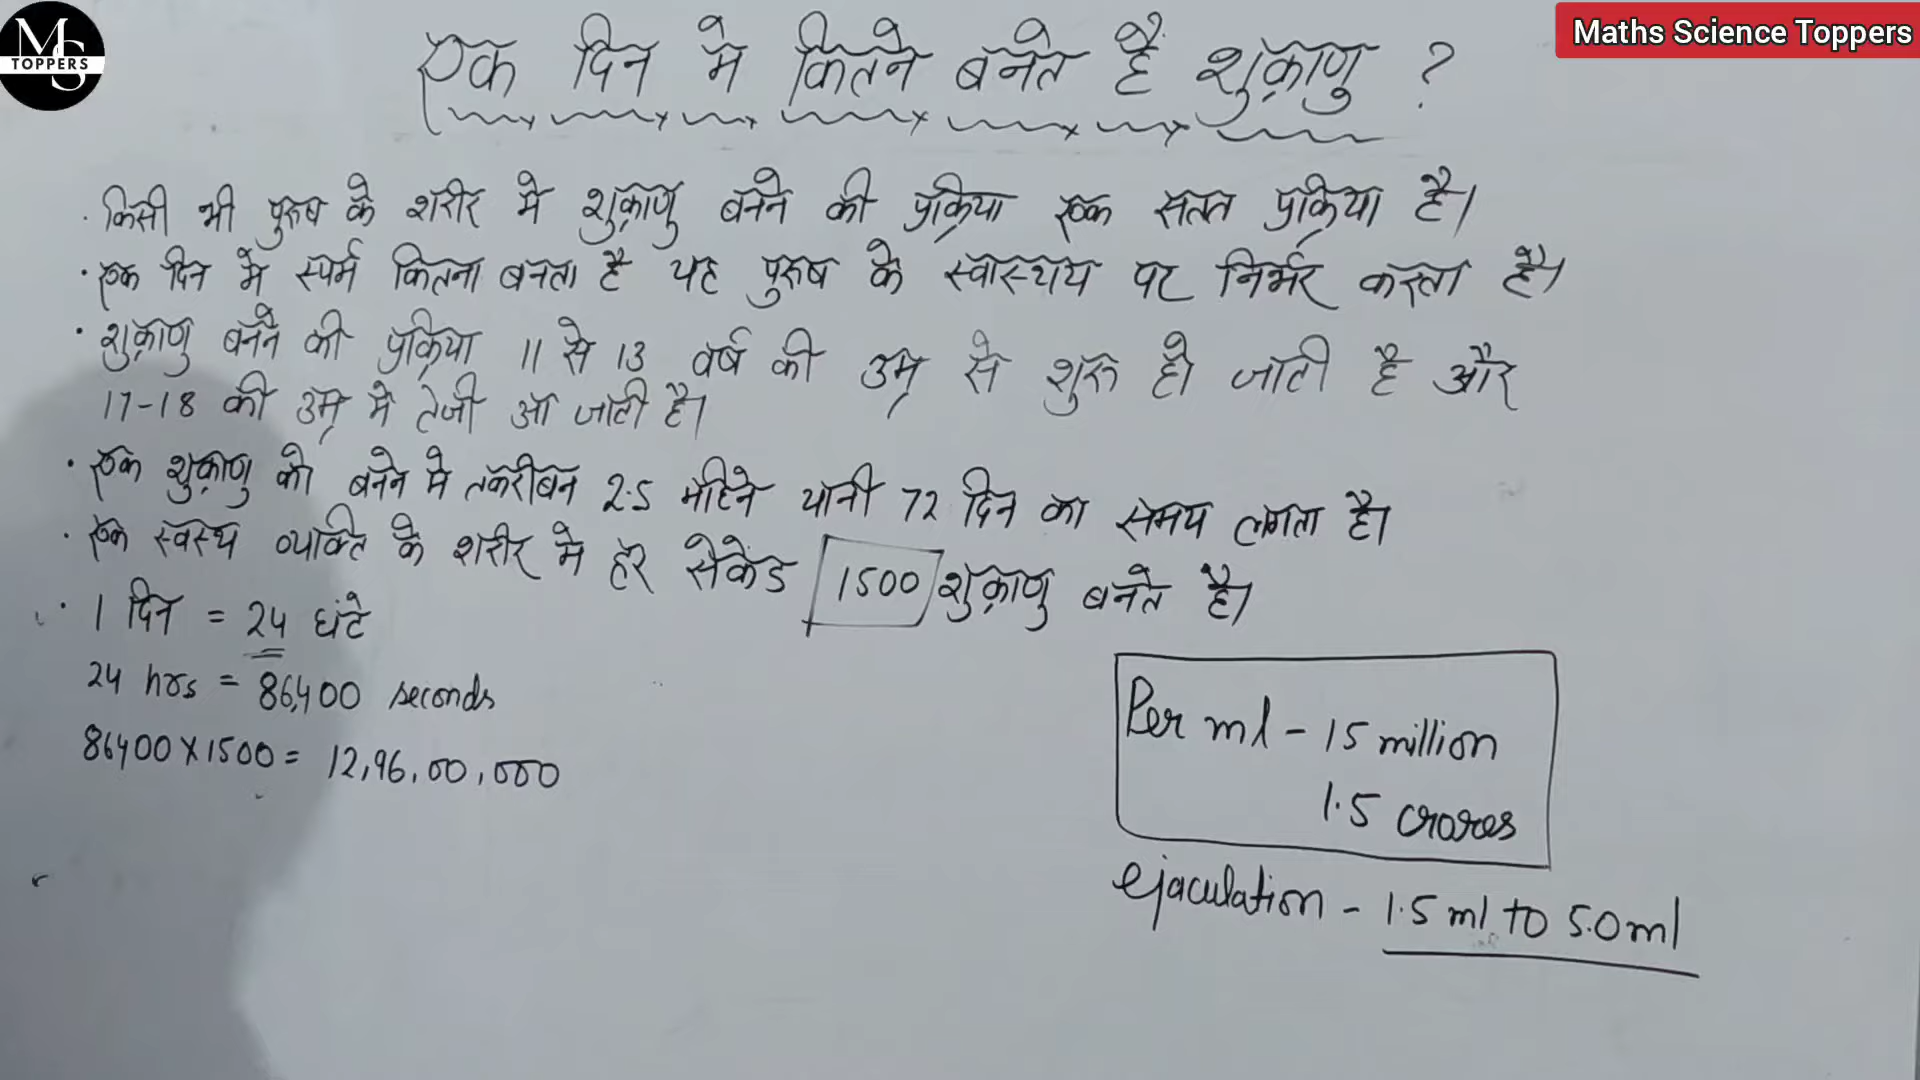 MS
TOPPERS
Maths Science Toppers
एक दिन मे कितने बनते है शुक्राणु ?
· किसी भी पुरुष के शरीर मे शुक्राणु बनने की प्रक्रिया एक सतत प्रक्रिया है।
· एक दिन मे स्पर्म कितना बनता है यह पुरुष के स्वास्थय पर निर्भर करता है।
· शुक्राणु बनने की प्रक्रिया 11 से 13 वर्ष की उम्र से शुरू हो जाती है और
17-18 की उम्र मे तेजी आ जाती है।
· एक शुक्राणु को बनने मे तकरीबन 2.5 महिने यानी 72 दिन का समय लगता है।
· एक स्वस्थ व्यक्ति के शरीर मे हर सेकेंड 1500 शुक्राणु बनते है।
· 1 दिन = 24 घंटे
24 hrs = 86,400 seconds
86400 X 1500 = 12,96,00,000
Per ml - 15 million
1.5 crores
ejaculation - 1.5 ml to 5.0 ml